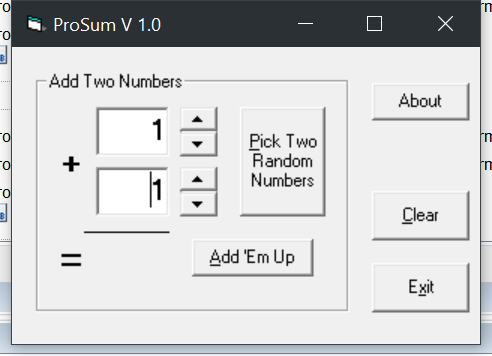 ProSum V 1.0
Add Two Numbers
1
+
1
=
Pick Two
Random
Numbers
Add 'Em Up
About
Clear
Exit